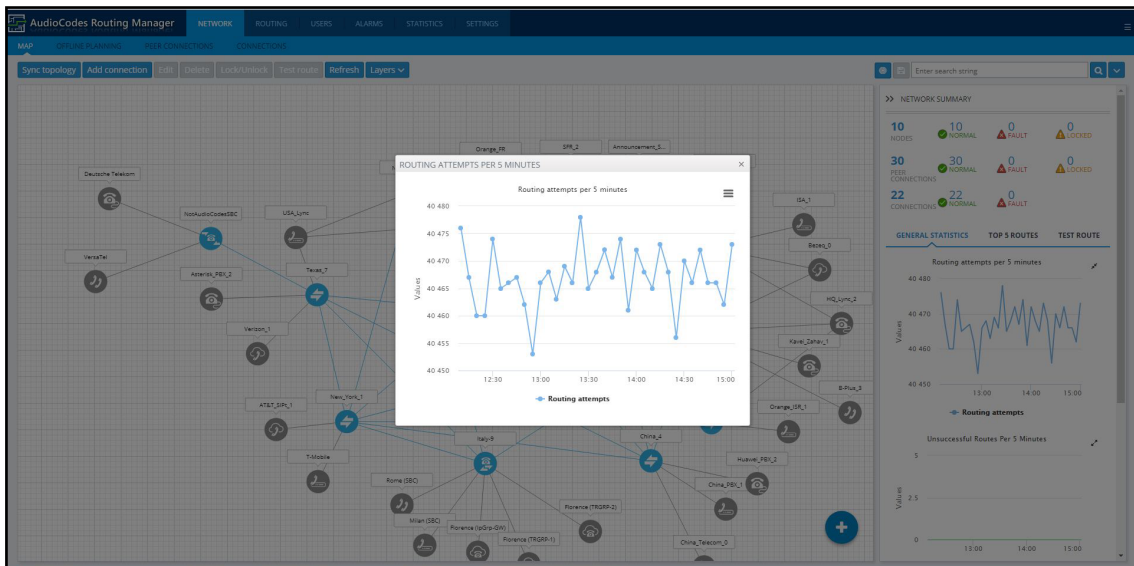 AudioCodes Routing Manager
NETWORK ROUTING USERS ALARMS STATISTICS SETTINGS
MAP OFFLINE PLANNING PEER CONNECTIONS CONNECTIONS
Sync topology Add connection Edit Delete Lock/Unlock Test route Refresh Layers
Enter search string
Orange_FR
SFR_2
Announcement_S...
Deutsche Telekom
NotAudioCodesSBC
USA_Lync
ISA_1
VersaTel
Asterisk_PBX_2
Texas_7
Bezeq_0
Verizon_1
HQ_Lync_2
Kavei_Zahav_1
AT&T_SIPr_1
New_York_1
B-Plus_3
Orange_ISR_1
T-Mobile
Italy-9
China_4
Rome (SBC)
Huawei_PBX_2
China_PBX_1
Milan (SBC)
Florence (ipGrp-GW)
Florence (TRGRP-1)
Florence (TRGRP-2)
China_Telecom_0
ROUTING ATTEMPTS PER 5 MINUTES
×
Routing attempts per 5 minutes
40 480
40 475
40 470
40 465
40 460
40 455
40 450
Values
12:30 13:00 13:30 14:00 14:30 15:00
Routing attempts
NETWORK SUMMARY
10 NODES 10 NORMAL 0 FAULT 0 LOCKED
30 PEER CONNECTIONS 30 NORMAL 0 FAULT 0 LOCKED
22 CONNECTIONS 22 NORMAL 0 FAULT
GENERAL STATISTICS TOP 5 ROUTES TEST ROUTE
Routing attempts per 5 minutes
40 480
40 470
40 460
40 450
Values
13:00 14:00 15:00
Routing attempts
Unsuccessful Routes Per 5 Minutes
5
2.5
0
Values
13:00 14:00 15:00